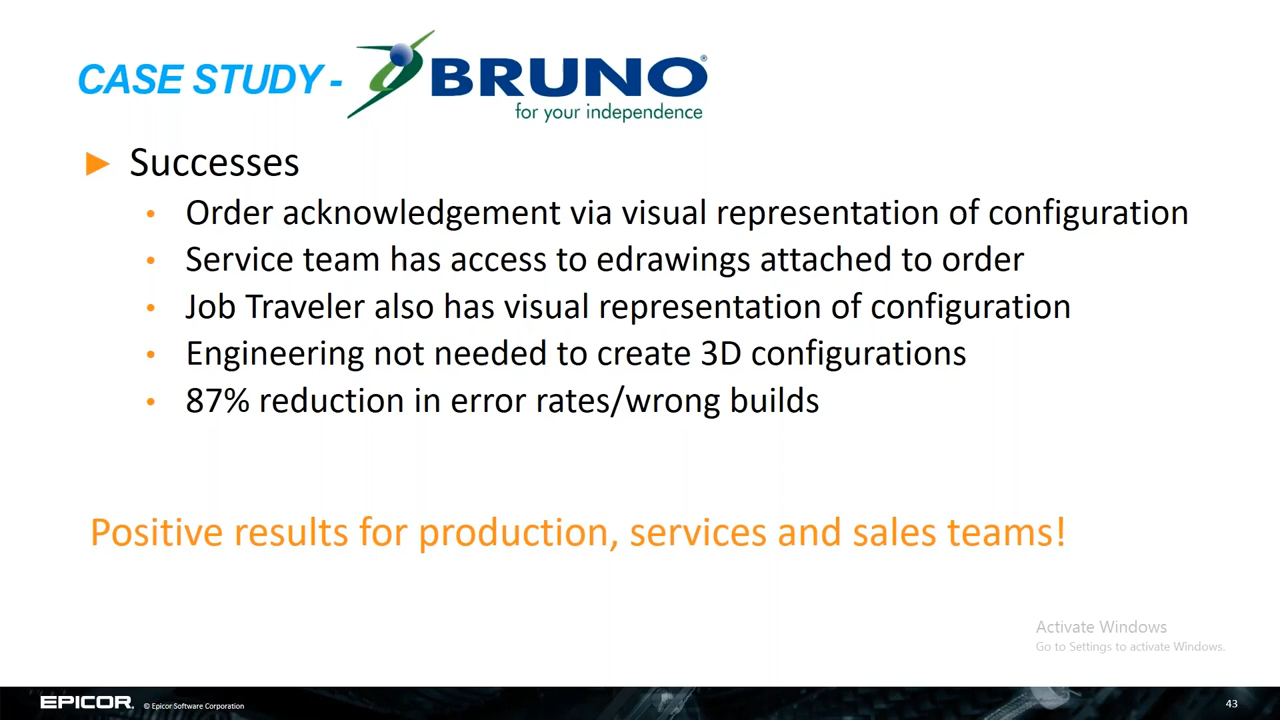 CASE STUDY - BRUNO®
for your independence
► Successes
• Order acknowledgement via visual representation of configuration
• Service team has access to edrawings attached to order
• Job Traveler also has visual representation of configuration
• Engineering not needed to create 3D configurations
• 87% reduction in error rates/wrong builds
Positive results for production, services and sales teams!
Activate Windows
Go to Settings to activate Windows.
EPICOR. © Epicor Software Corporation 43